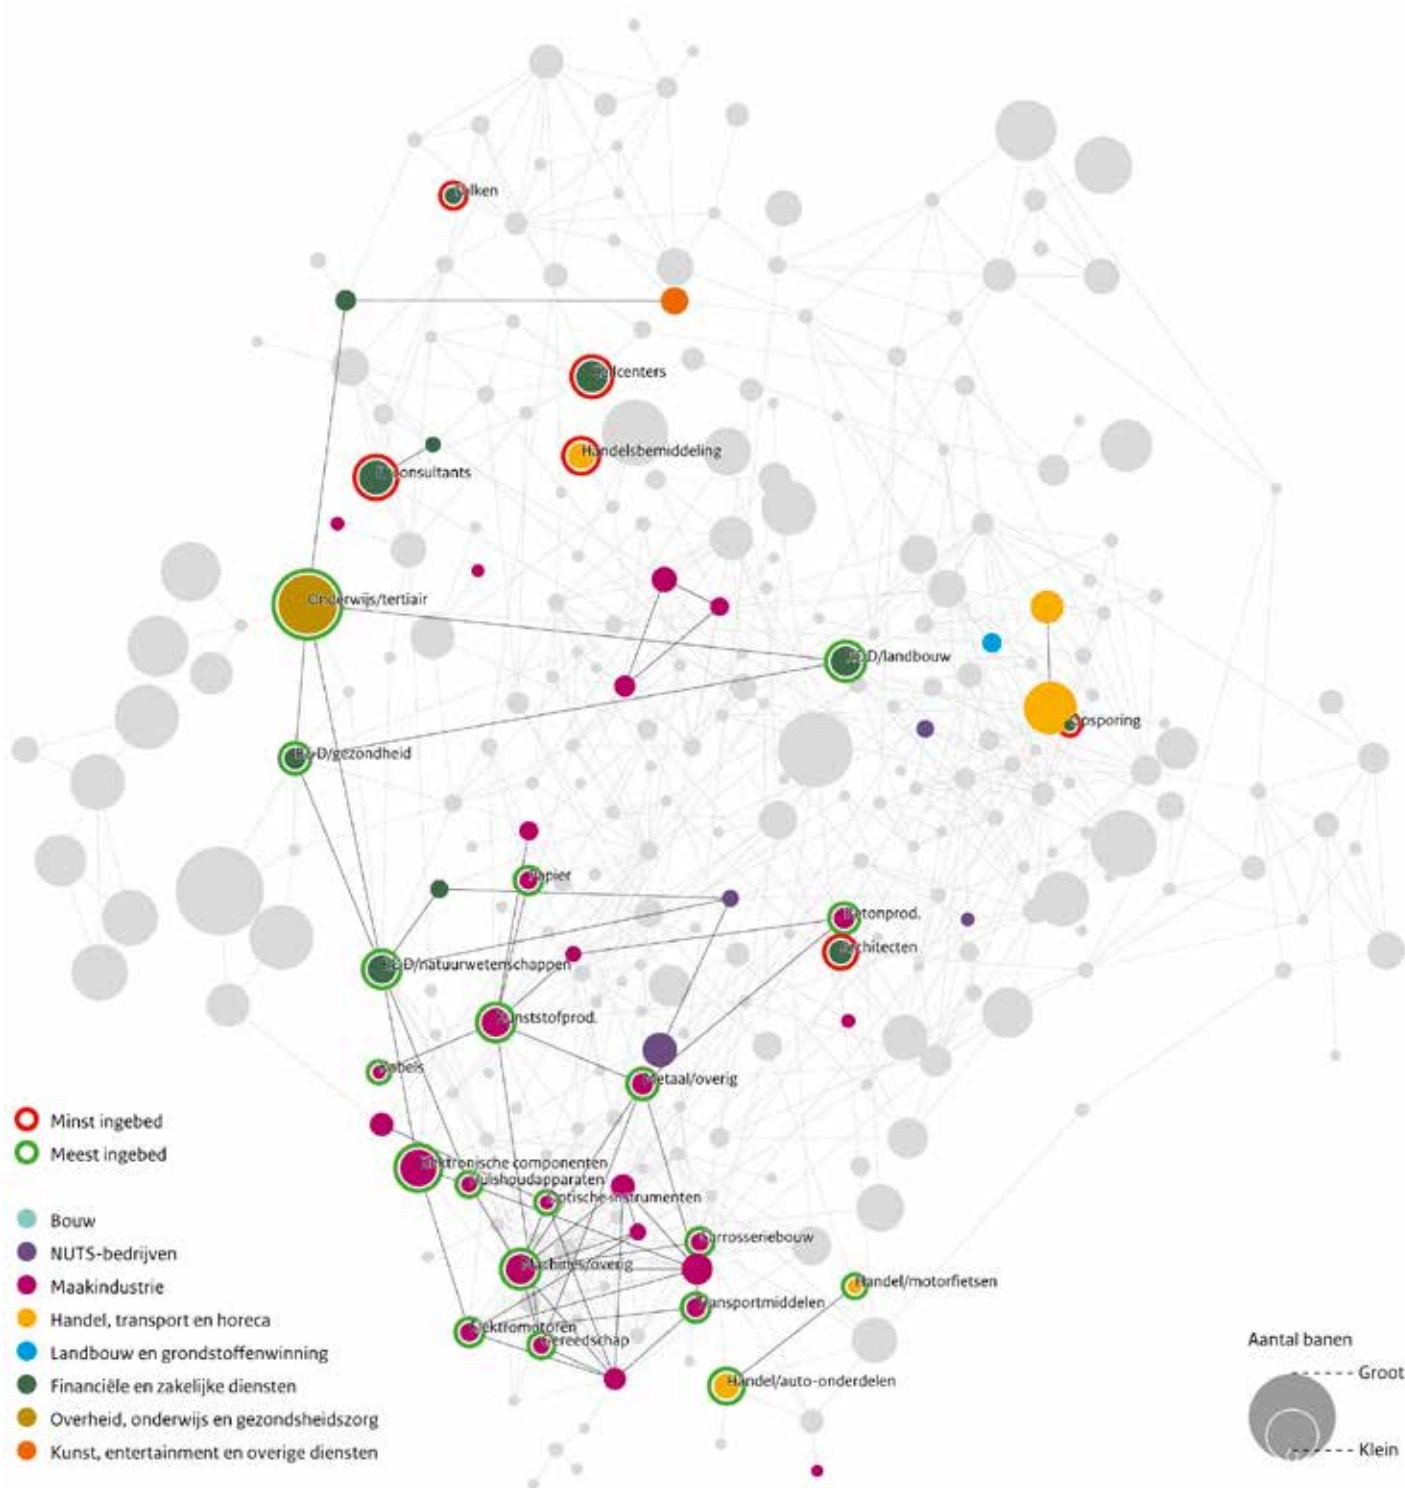 Tolken
Callcenters
Handelsbemiddeling
IT-consultants
Onderwijs/tertiair
R&D/landbouw
Opsporing
R&D/gezondheid
Papier
Betonprod.
Architecten
R&D/natuurwetenschappen
Kunststofprod.
Kabels
Metaal/overig
Elektronische componenten
Huishoudapparaten
Optische instrumenten
Carrosseriebouw
Machines/overig
Handel/motorfietsen
Transportmiddelen
Elektromotoren
Gereedschap
Handel/auto-onderdelen
Minst ingebed
Meest ingebed
Bouw
NUTS-bedrijven
Maakindustrie
Handel, transport en horeca
Landbouw en grondstoffenwinning
Financiële en zakelijke diensten
Overheid, onderwijs en gezondsheidszorg
Kunst, entertainment en overige diensten
Aantal banen
Groot
Klein